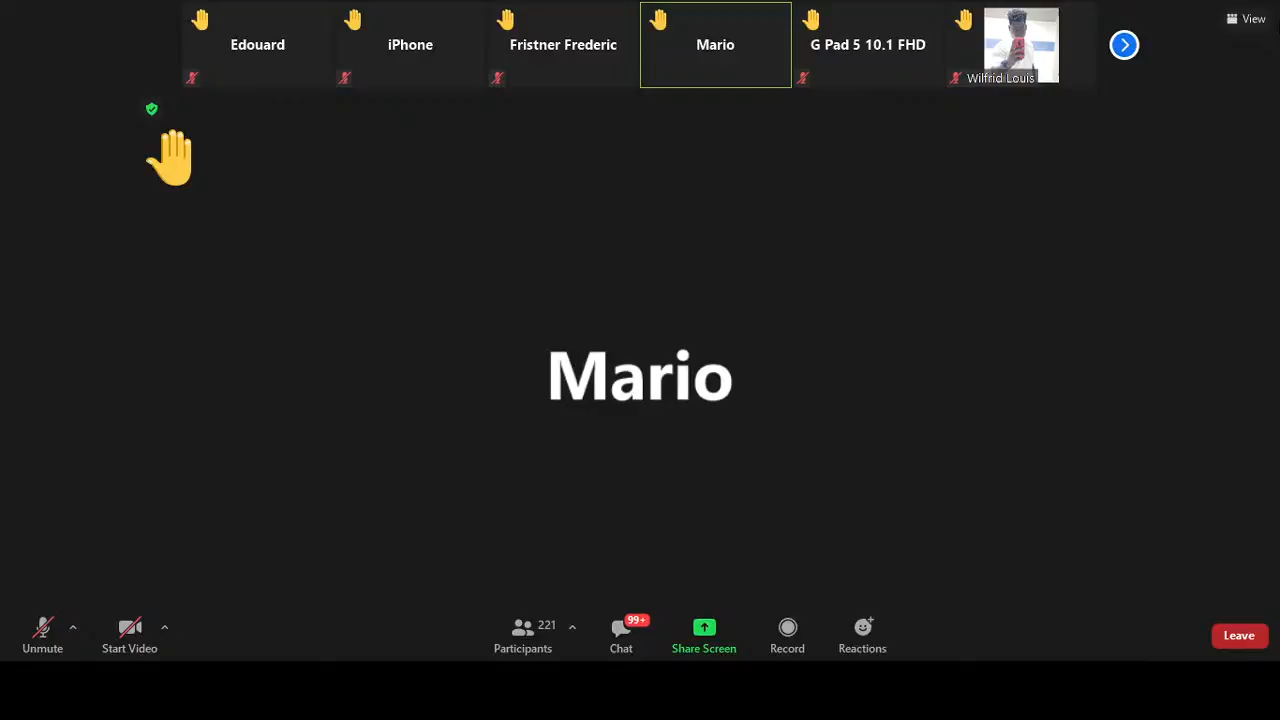 View
Edouard
iPhone
Fristner Frederic
Mario
G Pad 5 10.1 FHD
Wilfrid Louis
Mario
Unmute
Start Video
221
Participants
99+
Chat
Share Screen
Record
Reactions
Leave